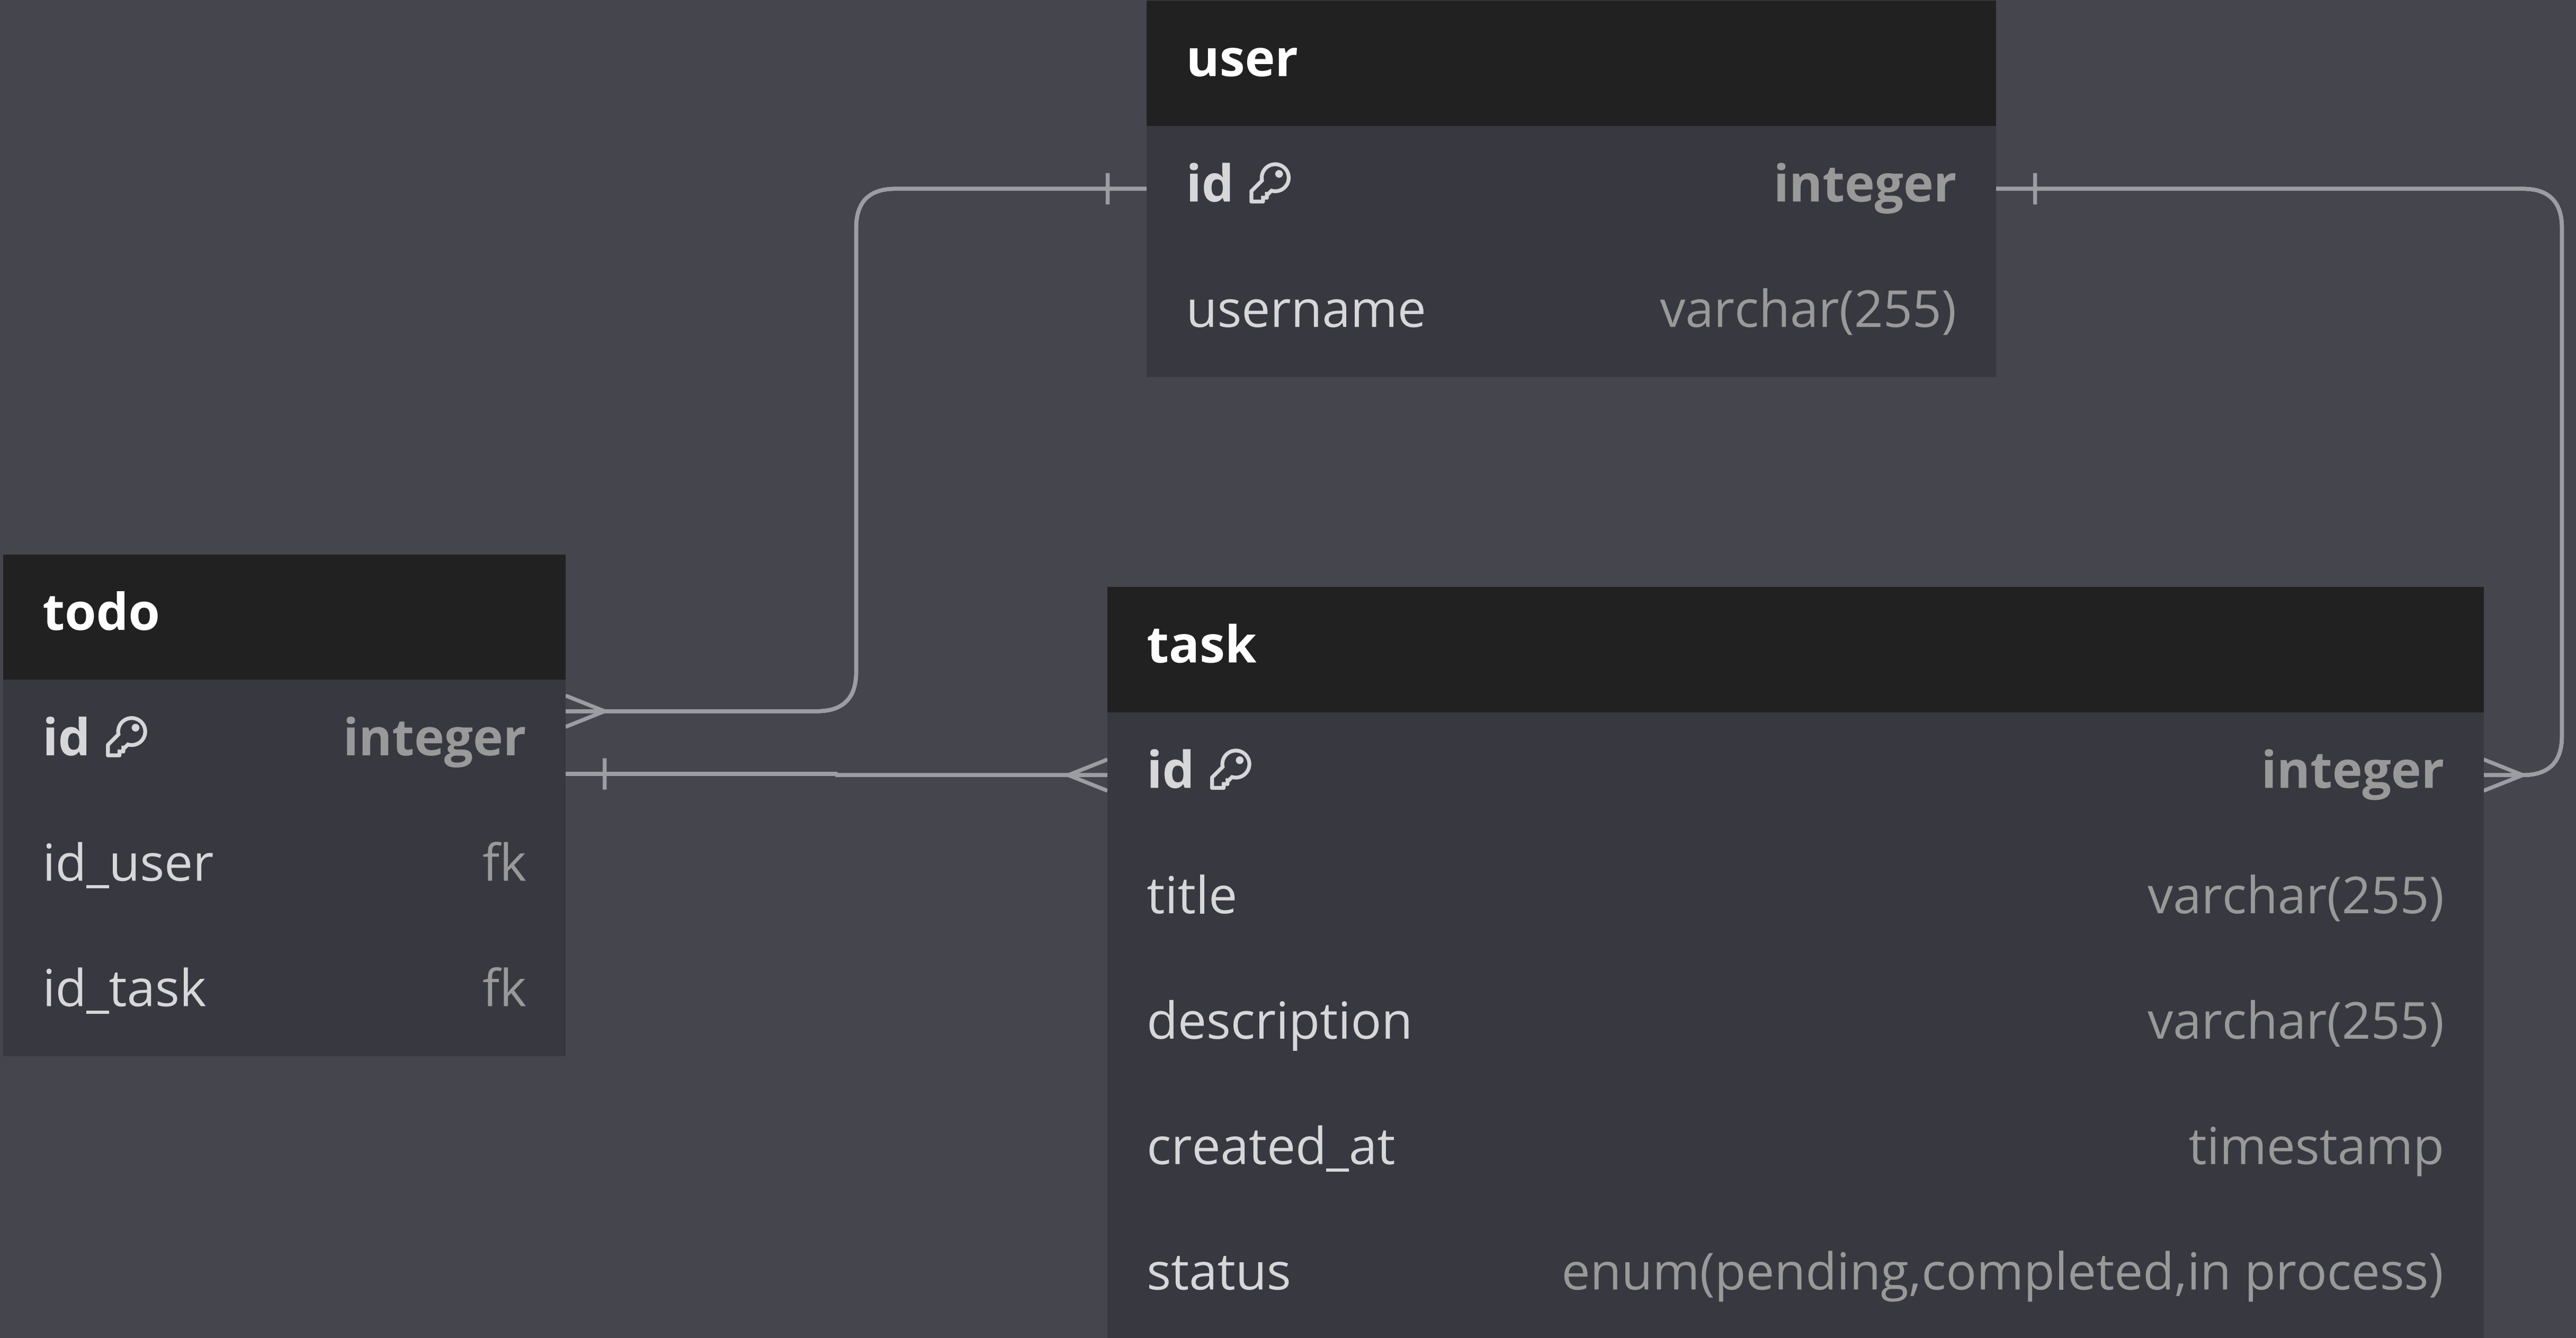 user
id integer
username varchar(255)
todo
id integer
id_user fk
id_task fk
task
id integer
title varchar(255)
description varchar(255)
created_at timestamp
status enum(pending,completed,in process)